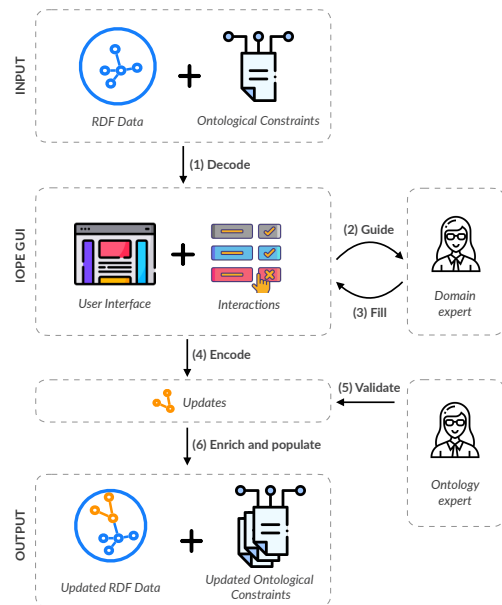 INPUT
RDF Data
Ontological Constraints
(1) Decode
IOPE GUI
User Interface
Interactions
(2) Guide
(3) Fill
Domain
expert
(4) Encode
Updates
(5) Validate
Ontology
expert
(6) Enrich and populate
OUTPUT
Updated RDF Data
Updated Ontological
Constraints